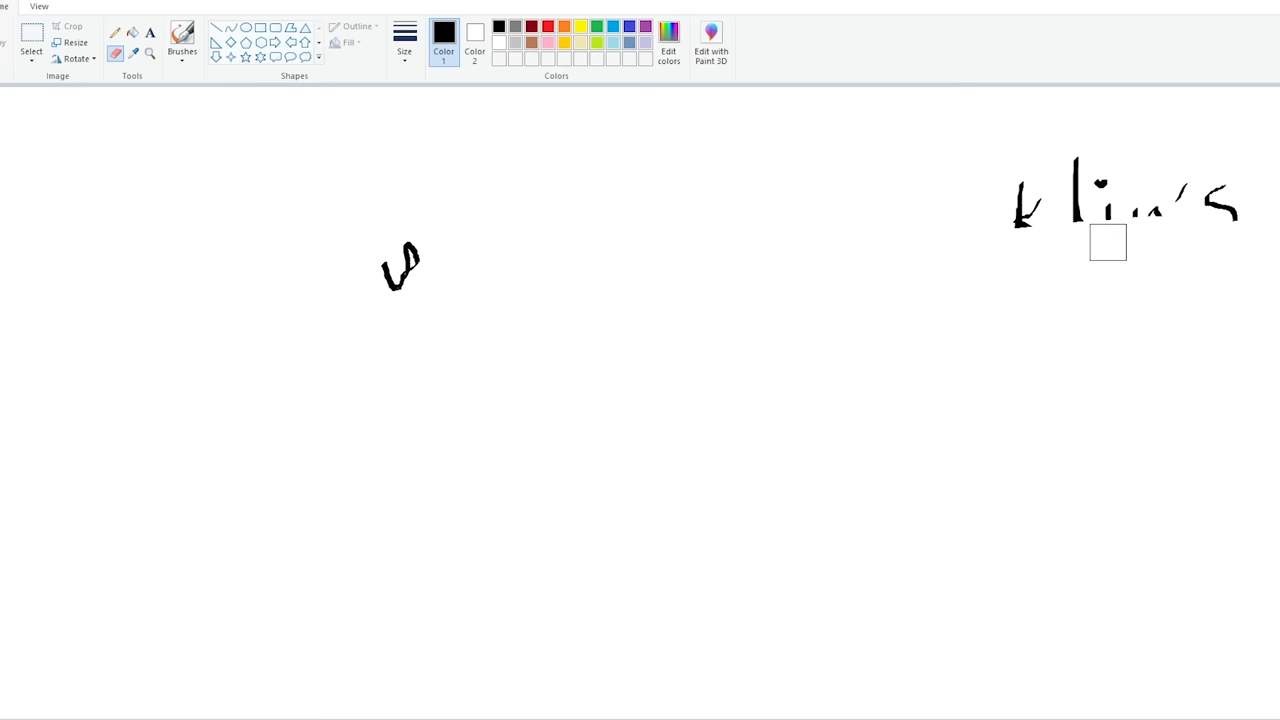 View
Crop
Resize
Rotate
Select
Image
A
Tools
Brushes
Outline
Fill
Shapes
Size
Color 1
Color 2
Edit colors
Colors
Edit with Paint 3D